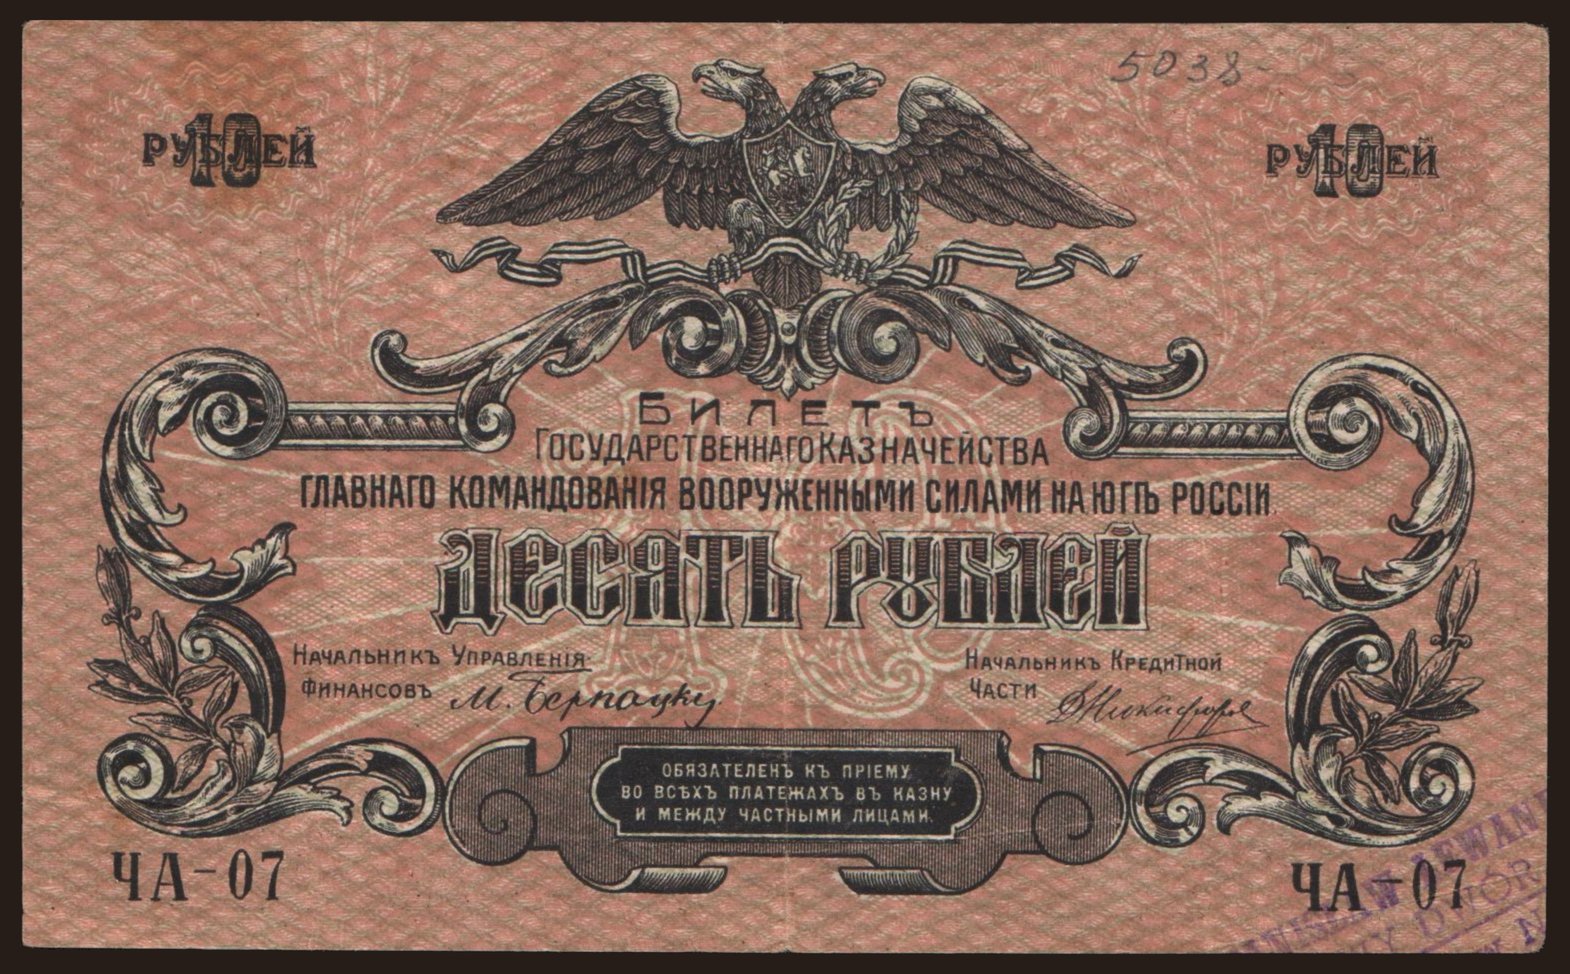 5038-
10 РУБЛЕЙ
10 РУБЛЕЙ
10
БИЛЕТЪ
ГОСУДАРСТВЕННАГО КАЗНАЧЕЙСТВА
ГЛАВНАГО КОМАНДОВАНІЯ ВООРУЖЕННЫМИ СИЛАМИ НА ЮГѢ РОССІИ.
ДЕСЯТЬ РУБЛЕЙ
НАЧАЛЬНИКЪ УПРАВЛЕНІЯ
ФИНАНСОВЪ
М. Бернацкій
НАЧАЛЬНИКЪ КРЕДИТНОЙ
ЧАСТИ
ОБЯЗАТЕЛЕНЪ КЪ ПРІЕМУ
ВО ВСѢХЪ ПЛАТЕЖАХЪ ВЪ КАЗНУ
И МЕЖДУ ЧАСТНЫМИ ЛИЦАМИ.
ЧА-07
ЧА-07